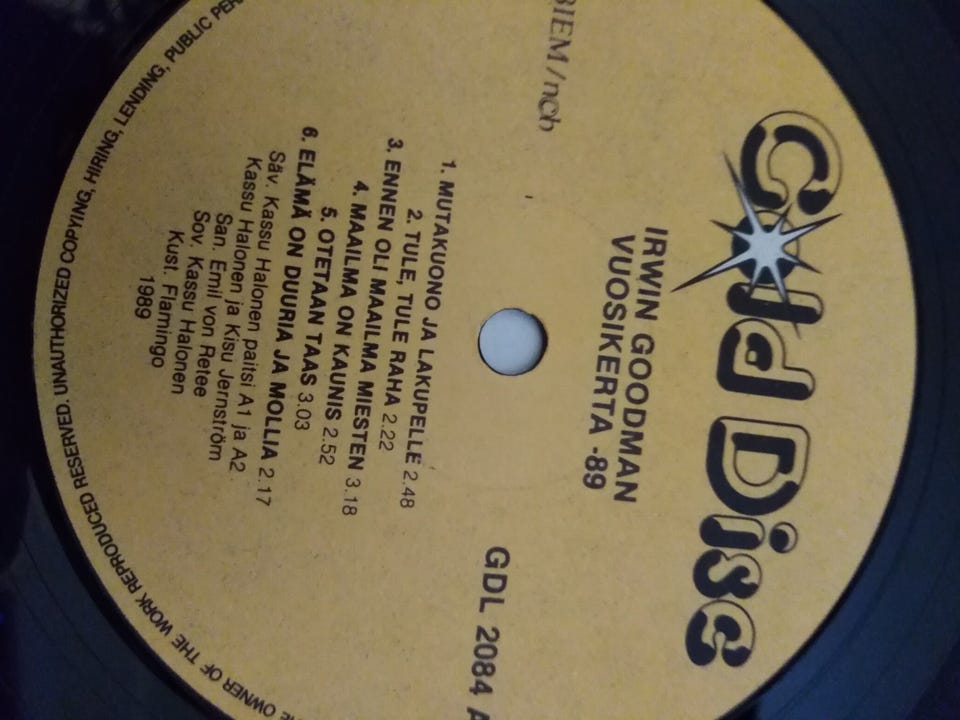 Gold Disc
IRWIN GOODMAN
VUOSIKERTA -89
BIEM/ncb
GDL 2084 A
1. MUTAKUONO JA LAKUPELLE 2.48
2. TULE, TULE RAHA 2.22
3. ENNEN OLI MAAILMA MIESTEN 3.18
4. MAAILMA ON KAUNIS 2.52
5. OTETAAN TAAS 3.03
6. ELÄMÄ ON DUURIA JA MOLLIA 2.17
Säv. Kassu Halonen paitsi A1 ja A2
Kassu Halonen ja Kisu Jernström
San. Emil von Retee
Sov. Kassu Halonen
Kust. Flamingo
1989
OWNER OF THE WORK REPRODUCED RESERVED. UNAUTHORIZED COPYING, HIRING, LENDING, PUBLIC